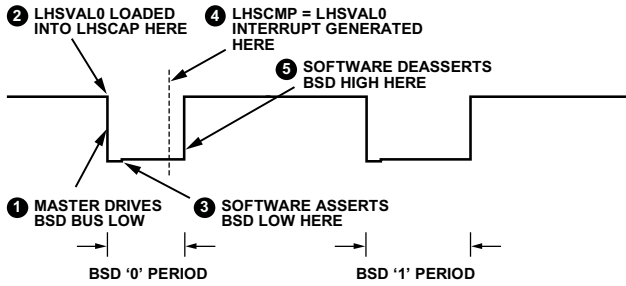 2 LHSVAL0 LOADED
INTO LHSCAP HERE
4 LHSCMP = LHSVAL0
INTERRUPT GENERATED
HERE
5 SOFTWARE DEASSERTS
BSD HIGH HERE
1 MASTER DRIVES
BSD BUS LOW
3 SOFTWARE ASSERTS
BSD LOW HERE
BSD ‘0’ PERIOD
BSD ‘1’ PERIOD